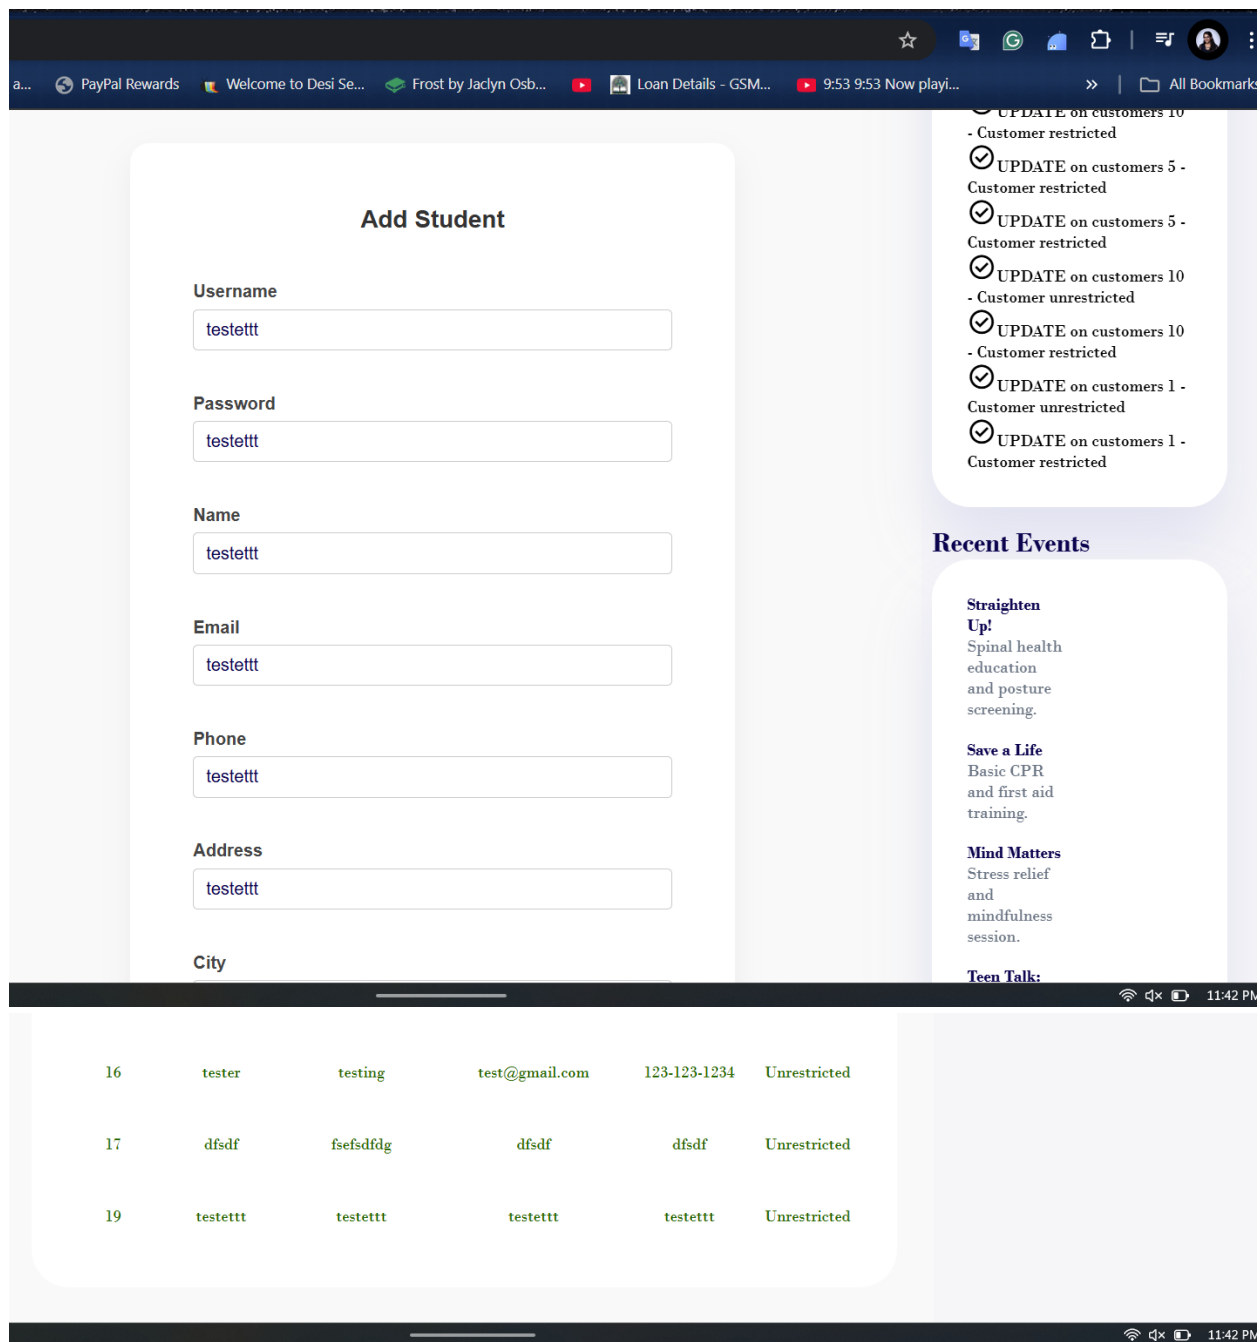 a...
PayPal Rewards
Welcome to Desi Se...
Frost by Jaclyn Osb...
Loan Details - GSM...
9:53 9:53 Now playi...
»
All Bookmarks
Add Student
Username
testettt
Password
testettt
Name
testettt
Email
testettt
Phone
testettt
Address
testettt
City
UPDATE on customers 10
- Customer restricted
UPDATE on customers 5 -
Customer restricted
UPDATE on customers 5 -
Customer restricted
UPDATE on customers 10
- Customer unrestricted
UPDATE on customers 10
- Customer restricted
UPDATE on customers 1 -
Customer unrestricted
UPDATE on customers 1 -
Customer restricted
Recent Events
Straighten
Up!
Spinal health
education
and posture
screening.
Save a Life
Basic CPR
and first aid
training.
Mind Matters
Stress relief
and
mindfulness
session.
Teen Talk:
11:42 PM
16 tester testing test@gmail.com 123-123-1234 Unrestricted
17 dfsdf fsefsdfdg dfsdf dfsdf Unrestricted
19 testettt testettt testettt testettt Unrestricted
11:42 PM